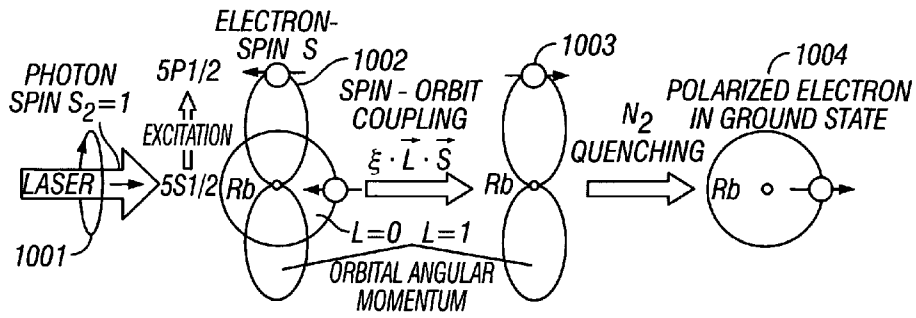 ELECTRON-
SPIN S
PHOTON
SPIN S₂=1
5P1/2
EXCITATION
5S1/2
LASER
1001
1002
Rb
SPIN - ORBIT
COUPLING
ξ · L⃗ · S⃗
L=0 L=1
ORBITAL ANGULAR
MOMENTUM
1003
Rb
N₂
QUENCHING
1004
POLARIZED ELECTRON
IN GROUND STATE
Rb